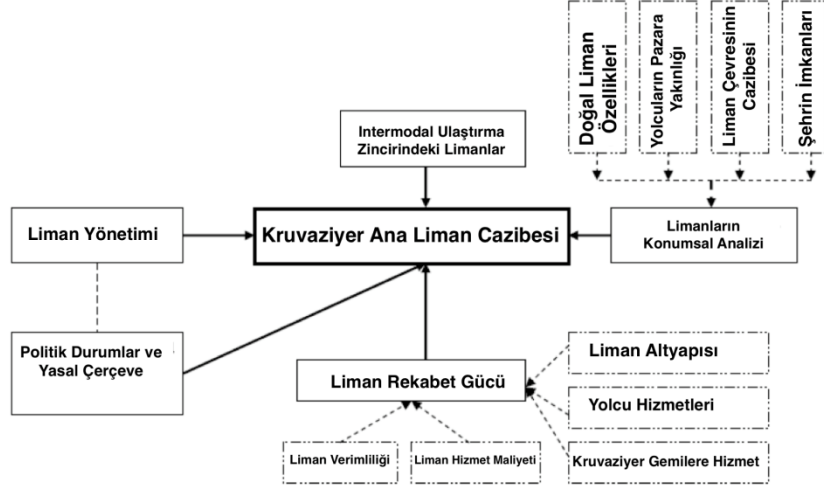 Doğal Liman
Özellikleri
Yolcuların Pazara
Yakınlığı
Liman Çevresinin
Cazibesi
Şehrin İmkanları
Intermodal Ulaştırma
Zincirindeki Limanlar
Liman Yönetimi
Kruvaziyer Ana Liman Cazibesi
Limanların
Konumsal Analizi
Politik Durumlar ve
Yasal Çerçeve
Liman Rekabet Gücü
Liman Altyapısı
Yolcu Hizmetleri
Kruvaziyer Gemilere Hizmet
Liman Verimliliği
Liman Hizmet Maliyeti